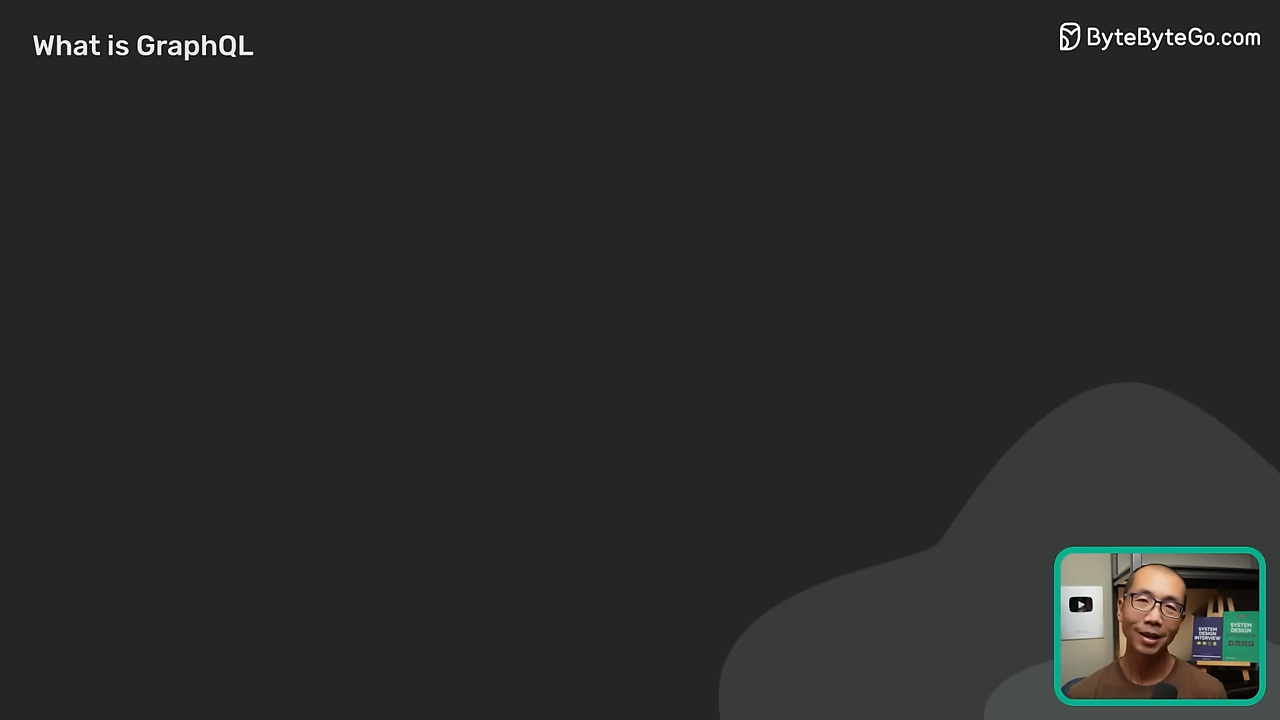 What is GraphQL
ByteByteGo.com
SYSTEM
DESIGN
INTERVIEW
SYSTEM
DESIGN